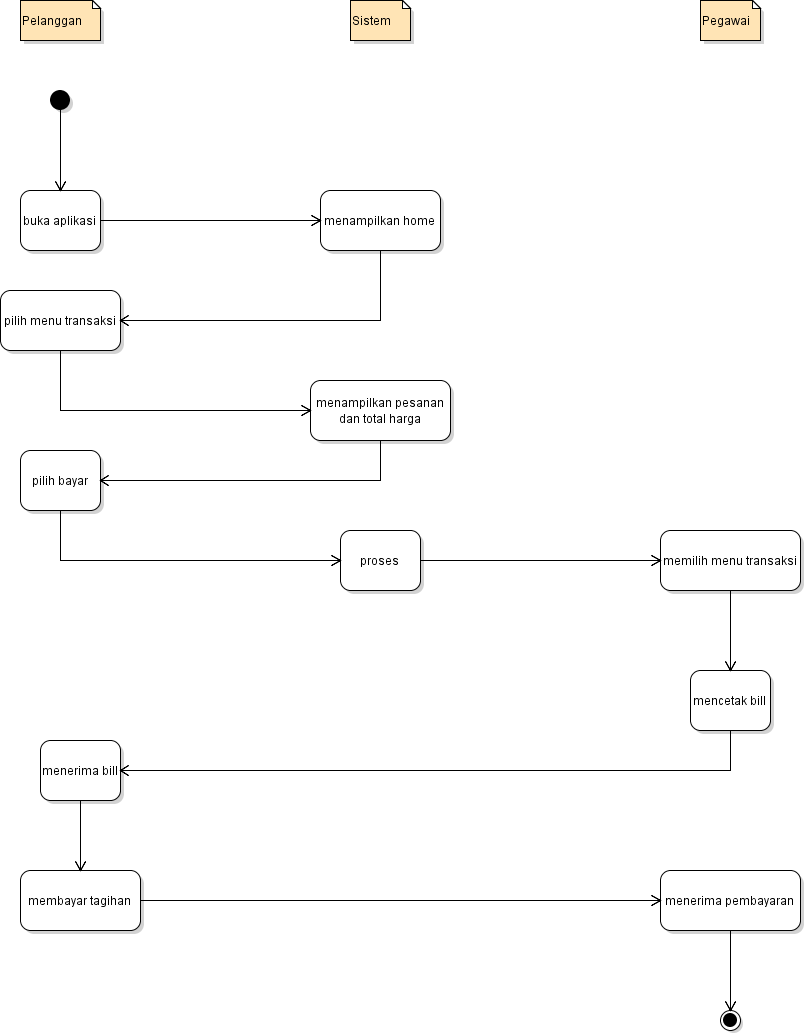 Pelanggan
Sistem
Pegawai
buka aplikasi
menampilkan home
pilih menu transaksi
menampilkan pesanan
dan total harga
pilih bayar
proses
memilih menu transaksi
mencetak bill
menerima bill
membayar tagihan
menerima pembayaran